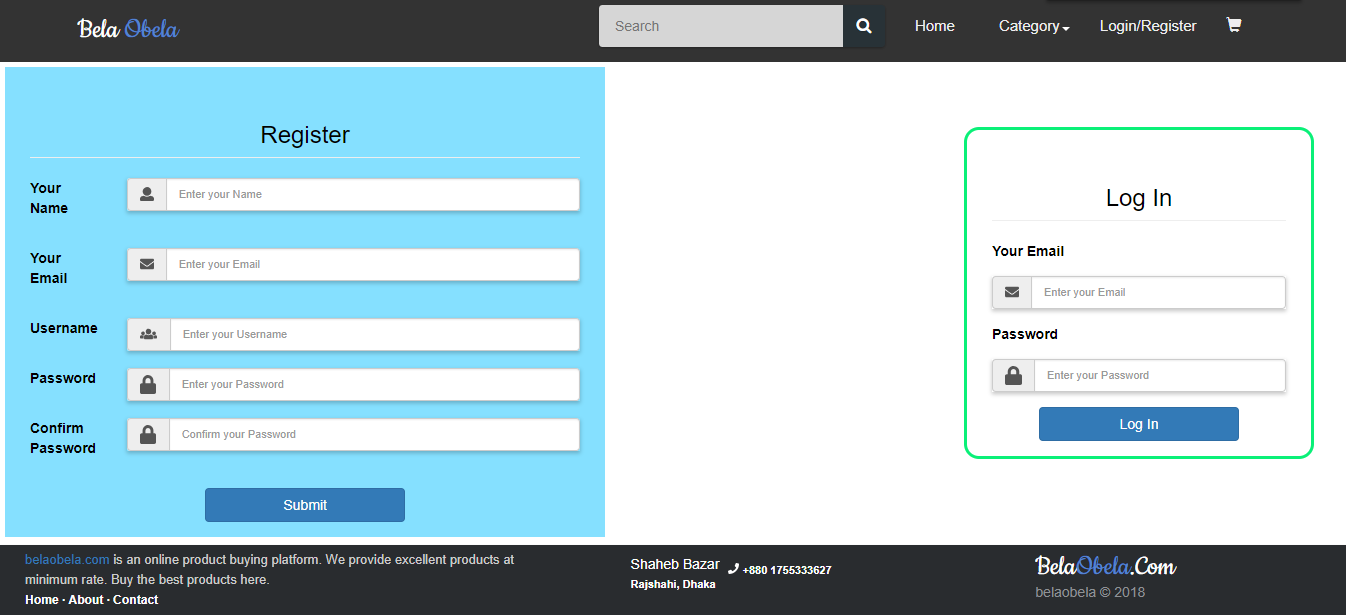 Bela Obela
Search
Home
Category
Login/Register
Register
Your
Name
Enter your Name
Your
Email
Enter your Email
Username
Enter your Username
Password
Enter your Password
Confirm
Password
Confirm your Password
Submit
Log In
Your Email
Enter your Email
Password
Enter your Password
Log In
belaobela.com is an online product buying platform. We provide excellent products at
minimum rate. Buy the best products here.
Home · About · Contact
Shaheb Bazar
Rajshahi, Dhaka
+880 1755333627
BelaObela.Com
belaobela © 2018